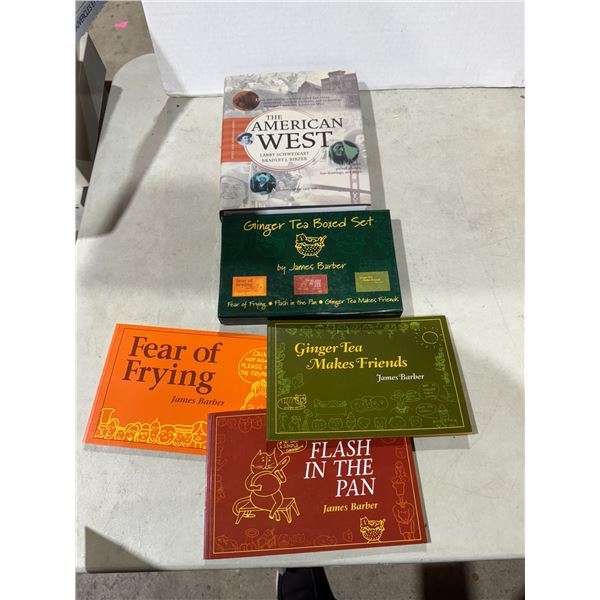 THE
AMERICAN
WEST
LARRY SCHWEIKART
BRADLEY J. BIRZER
Ginger Tea Boxed Set
by James Barber
Fear of Frying
Flash in the Pan
Ginger Tea Makes Friends
Fear of
Frying
James Barber
Ginger Tea
Makes Friends
James Barber
FLASH
IN THE
PAN
James Barber